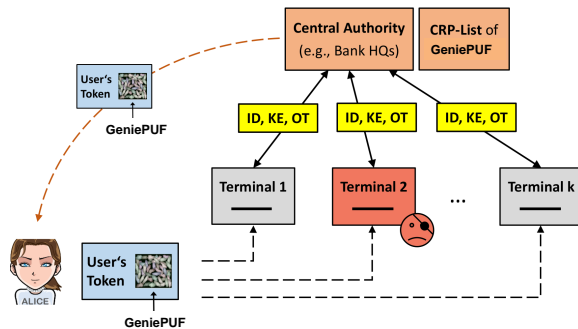 Central Authority
(e.g., Bank HQs)
CRP-List of
GeniePUF
User's
Token
GeniePUF
ID, KE, OT
ID, KE, OT
ID, KE, OT
Terminal 1
Terminal 2
...
Terminal k
User's
Token
ALICE
GeniePUF